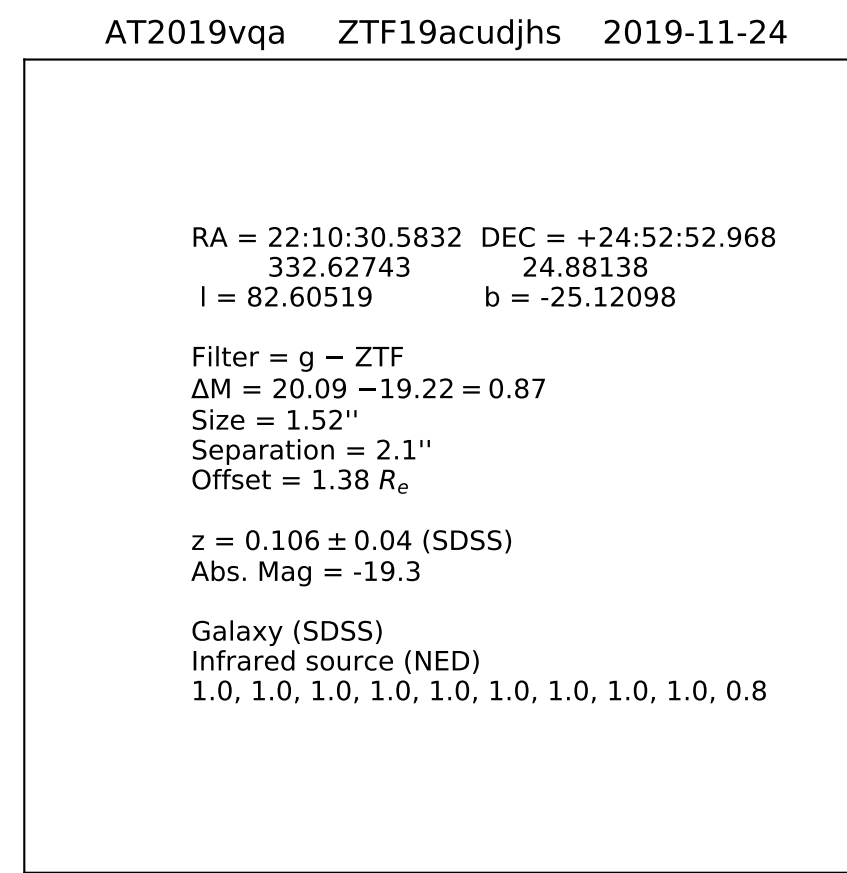 AT2019vqa ZTF19acudjhs 2019-11-24
RA = 22:10:30.5832 DEC = +24:52:52.968
332.62743 24.88138
l = 82.60519 b = -25.12098
Filter = g − ZTF
ΔM = 20.09 −19.22 = 0.87
Size = 1.52''
Separation = 2.1''
Offset = 1.38 Re
z = 0.106 ± 0.04 (SDSS)
Abs. Mag = -19.3
Galaxy (SDSS)
Infrared source (NED)
1.0, 1.0, 1.0, 1.0, 1.0, 1.0, 1.0, 1.0, 1.0, 0.8